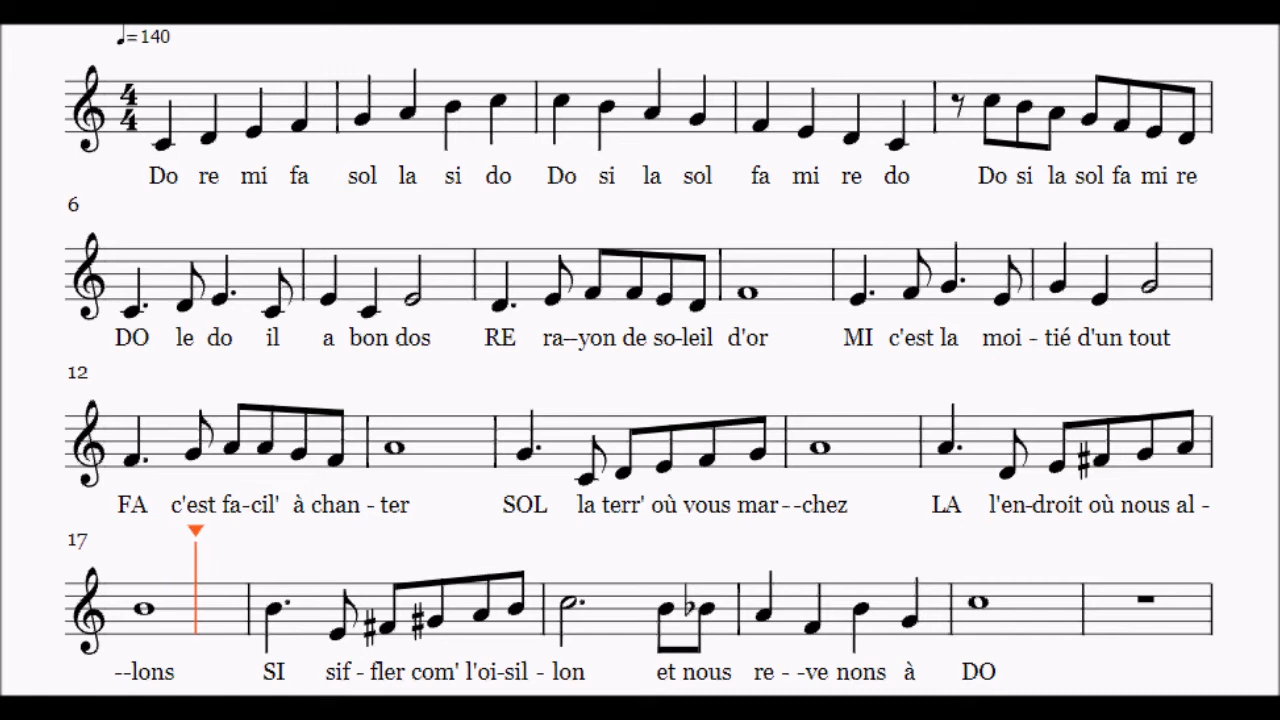 ♩=140
4 4
Do re mi fa sol la si do Do si la sol fa mi re do Do si la sol fa mi re
6
DO le do il a bon dos RE ra--yon de so-leil d'or MI c'est la moi - tié d'un tout
12
FA c'est fa-cil' à chan - ter SOL la terr' où vous mar--chez LA l'en-droit où nous al -
17
--lons SI sif - fler com' l'oi-sil - lon et nous re - -ve nons à DO